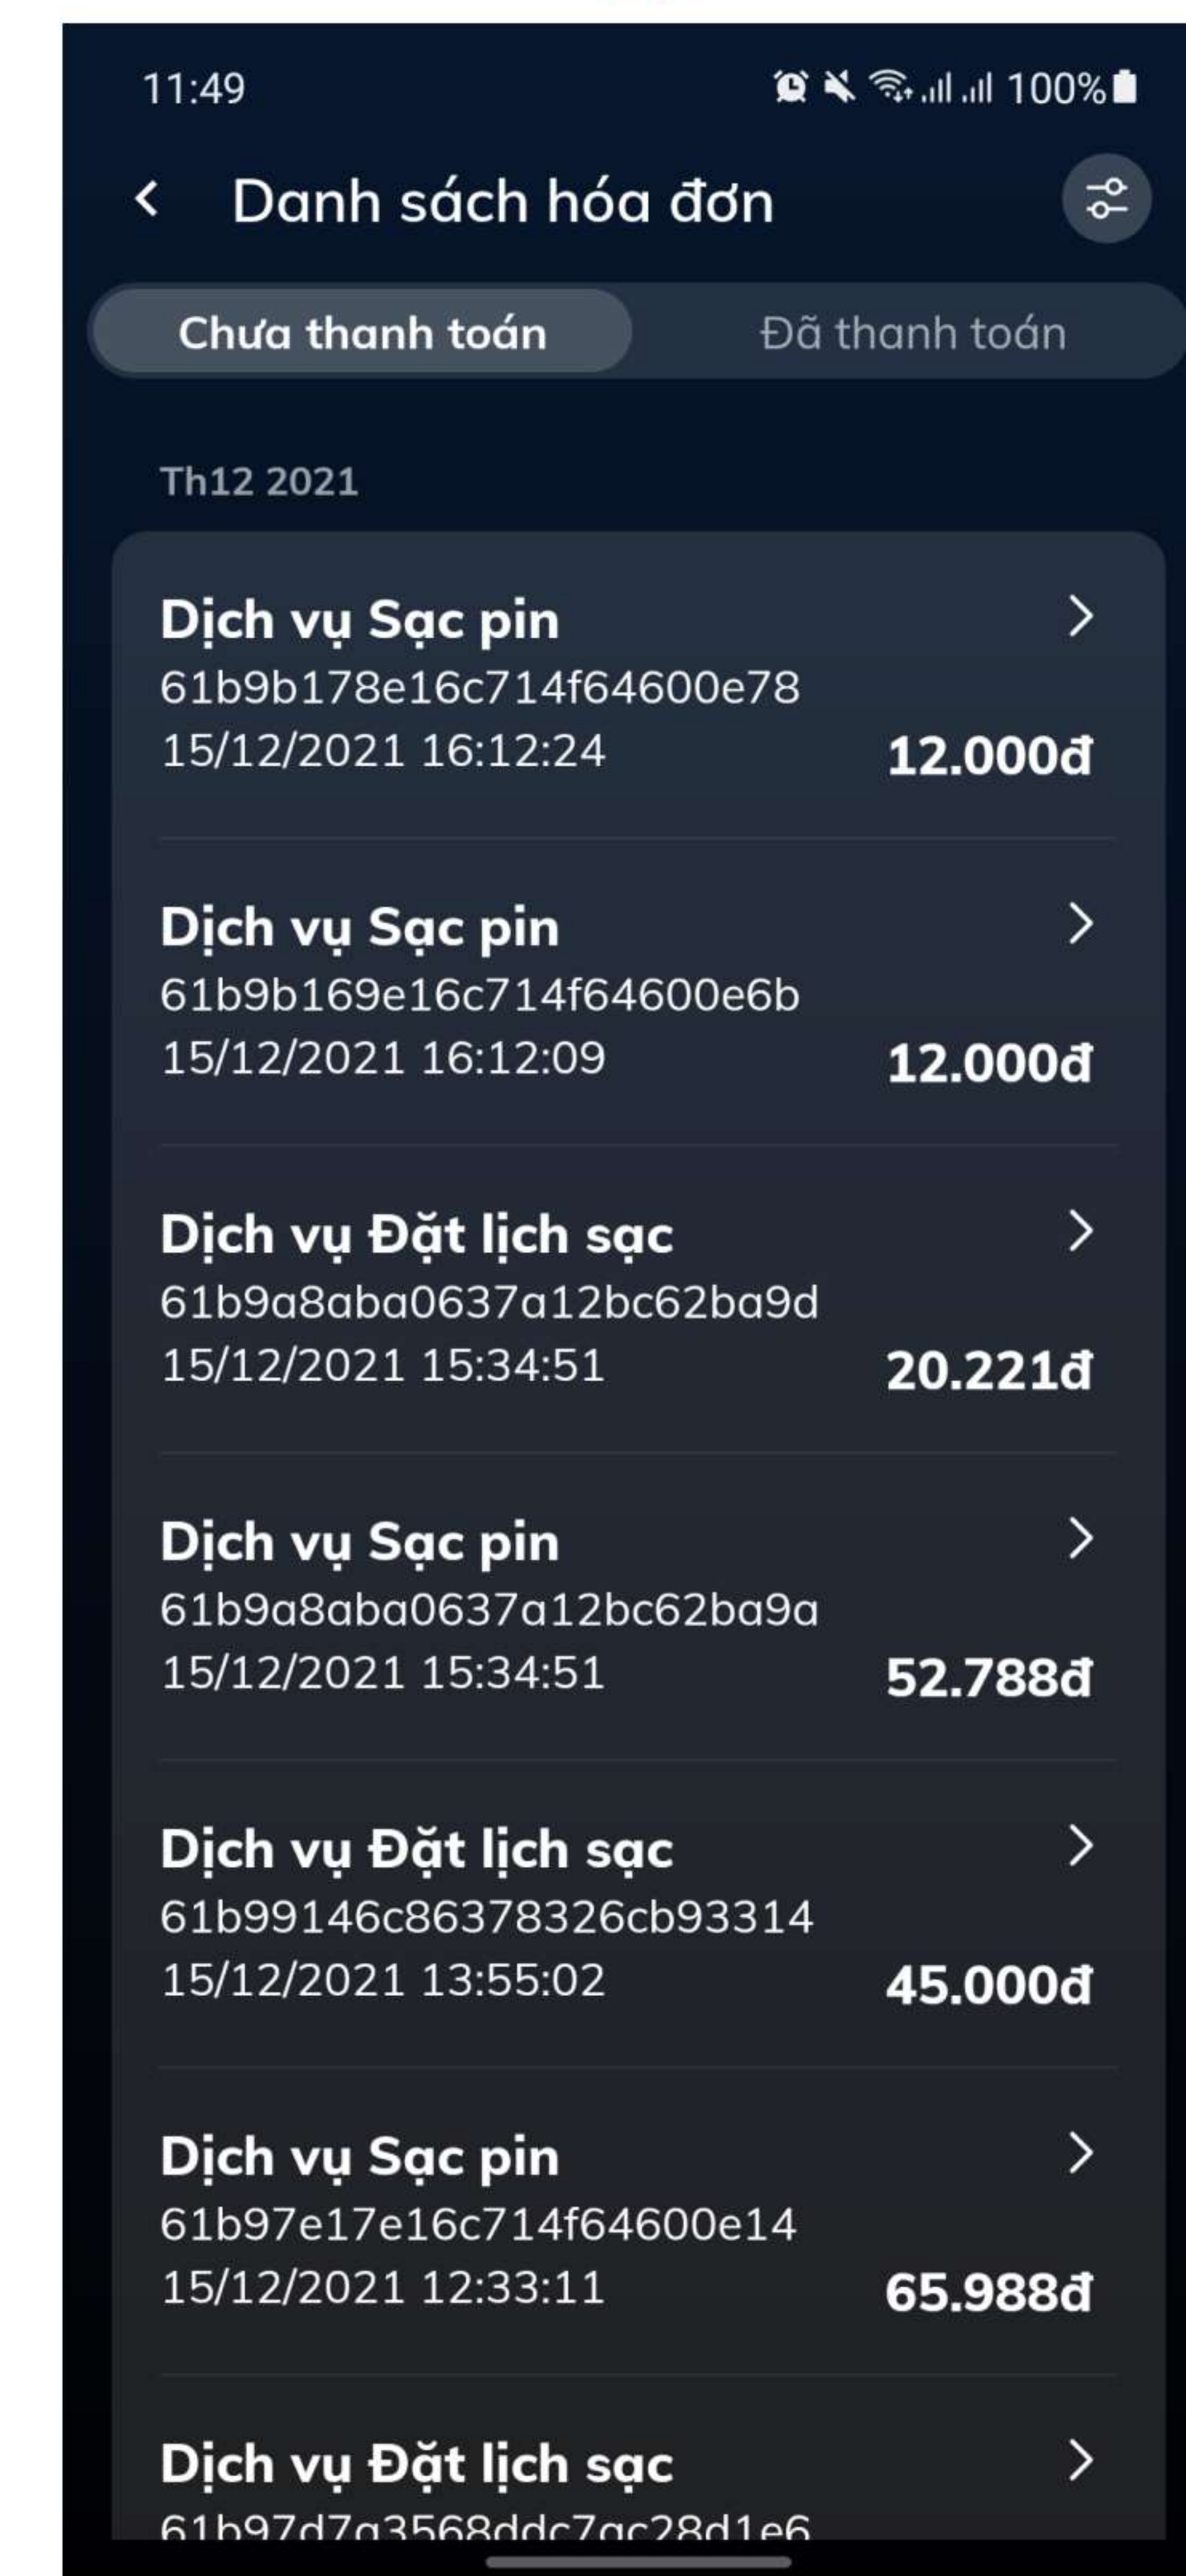 11:49
100%
Danh sách hóa đơn
Chưa thanh toán
Đã thanh toán
Th12 2021
Dịch vụ Sạc pin
61b9b178e16c714f64600e78
15/12/2021 16:12:24
12.000đ
Dịch vụ Sạc pin
61b9b169e16c714f64600e6b
15/12/2021 16:12:09
12.000đ
Dịch vụ Đặt lịch sạc
61b9a8aba0637a12bc62ba9d
15/12/2021 15:34:51
20.221đ
Dịch vụ Sạc pin
61b9a8aba0637a12bc62ba9a
15/12/2021 15:34:51
52.788đ
Dịch vụ Đặt lịch sạc
61b99146c86378326cb93314
15/12/2021 13:55:02
45.000đ
Dịch vụ Sạc pin
61b97e17e16c714f64600e14
15/12/2021 12:33:11
65.988đ
Dịch vụ Đặt lịch sạc
61b97d7a3568ddc7ac28d1e6